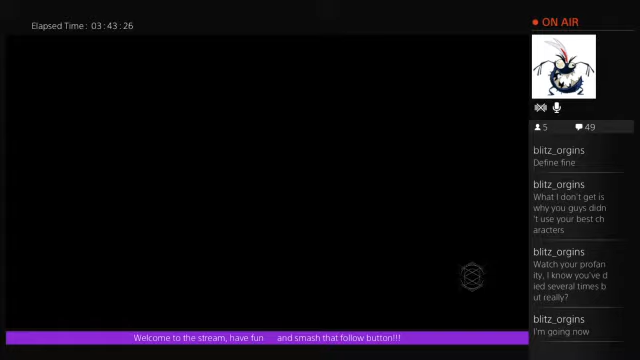 Elapsed Time : 03:43:26
ON AIR
5
49
blitz_orgins
Define fine
blitz_orgins
What I don't get is
why you guys didn
't use your best ch
aracters
blitz_orgins
Watch your profan
ity, I know you've d
ied several times b
ut really?
blitz_orgins
I'm going now
Welcome to the stream, have fun and smash that follow button!!!